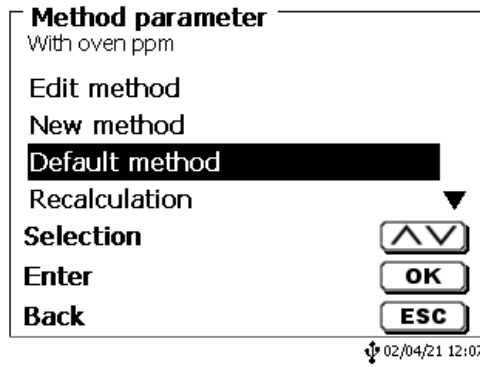 Method parameter
With oven ppm
Edit method
New method
Default method
Recalculation
Selection
Enter OK
Back ESC
02/04/21 12:07